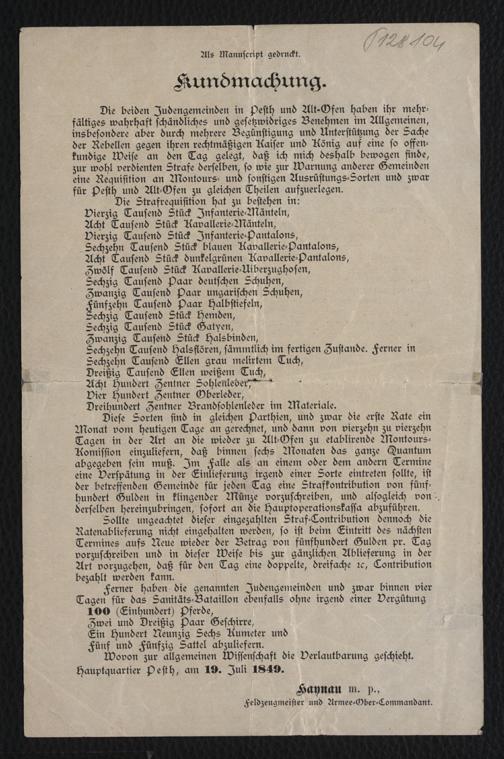 P128104
Als Manuscript gedruckt.
Kundmachung.
Die beiden Judengemeinden in Pesth und Alt-Ofen haben ihr mehr-
fältiges wahrhaft schändliches und gesetzwidriges Benehmen im Allgemeinen,
insbesondere aber durch mehrere Begünstigung und Unterstützung der Sache
der Rebellen gegen ihren rechtmäßigen Kaiser und König auf eine so offen-
kundige Weise an den Tag gelegt, daß ich mich deshalb bewogen finde,
zur wohl verdienten Strafe derselben, so wie zur Warnung anderer Gemeinden
eine Requisition an Montours- und sonstigen Ausrüstungs-Sorten und zwar
für Pesth und Alt-Ofen zu gleichen Theilen aufzuerlegen.
Die Strafrequisition hat zu bestehen in:
Vierzig Tausend Stück Infanterie-Mänteln,
Acht Tausend Stück Kavallerie-Mänteln,
Vierzig Tausend Stück Infanterie-Pantalons,
Sechzehn Tausend Stück blauen Kavallerie-Pantalons,
Acht Tausend Stück dunkelgrünen Kavallerie-Pantalons,
Zwölf Tausend Stück Kavallerie-Uiberzughosen,
Sechzig Tausend Paar deutschen Schuhen,
Zwanzig Tausend Paar ungarischen Schuhen,
Fünfzehn Tausend Paar Halbstiefeln,
Sechzig Tausend Stück Hemden,
Sechzig Tausend Stück Gatyen,
Zwanzig Tausend Stück Halsbinden,
Sechzehn Tausend Halsflören, sämmtlich im fertigen Zustande. Ferner in
Sechzehn Tausend Ellen grau melirtem Tuch,
Dreißig Tausend Ellen weißem Tuch,
Acht Hundert Zentner Sohlenleder,
Vier Hundert Zentner Oberleder,
Dreihundert Zentner Brandsohlenleder im Materiale.
Diese Sorten sind in gleichen Parthien, und zwar die erste Rate ein
Monat vom heutigen Tage an gerechnet, und dann von vierzehn zu vierzehn
Tagen in der Art an die wieder zu Alt-Ofen zu etablirende Montours-
Komission einzuliefern, daß binnen sechs Monaten das ganze Quantum
abgegeben sein muß. Im Falle als an einem oder dem andern Termine
eine Verspätung in der Einlieferung irgend einer Sorte eintreten sollte, ist
der betreffenden Gemeinde für jeden Tag eine Strafkontribution von fünf-
hundert Gulden in klingender Münze vorzuschreiben, und alsogleich von
derselben hereinzubringen, sofort an die Hauptoperationskassa abzuführen.
Sollte ungeachtet dieser eingezahlten Straf-Contribution dennoch die
Ratenablieferung nicht eingehalten werden, so ist beim Eintritt des nächsten
Termines aufs Neue wieder der Betrag von fünfhundert Gulden pr. Tag
vorzuschreiben und in dieser Weise bis zur gänzlichen Ablieferung in der
Art vorzugehen, daß für den Tag eine doppelte, dreifache ꝛc, Contribution
bezahlt werden kann.
Ferner haben die genannten Judengemeinden und zwar binnen vier
Tagen für das Sanitäts-Bataillon ebenfalls ohne irgend einer Vergütung
100 (Einhundert) Pferde,
Zwei und Dreißig Paar Geschirre,
Ein Hundert Neunzig Sechs Kumeter und
Fünf und Fünfzig Sattel abzuliefern.
Wovon zur allgemeinen Wissenschaft die Verlautbarung geschieht.
Hauptquartier Pesth, am 19. Juli 1849.
Haynau m. p.,
Feldzeugmeister und Armee-Ober-Commandant.